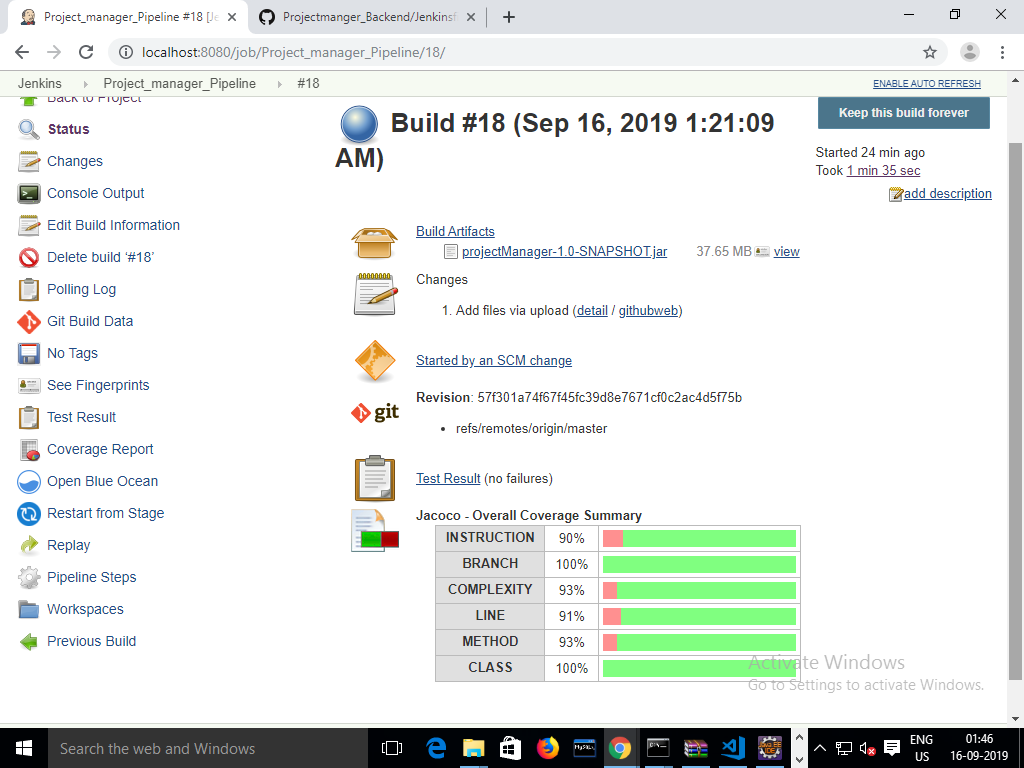 Project_manager_Pipeline #18 [Je
Projectmanger_Backend/Jenkinsf
localhost:8080/job/Project_manager_Pipeline/18/
Jenkins Project_manager_Pipeline #18
ENABLE AUTO REFRESH
Back to Project
Status
Changes
Console Output
Edit Build Information
Delete build ‘#18’
Polling Log
Git Build Data
No Tags
See Fingerprints
Test Result
Coverage Report
Open Blue Ocean
Restart from Stage
Replay
Pipeline Steps
Workspaces
Previous Build
Build #18 (Sep 16, 2019 1:21:09
AM)
Keep this build forever
Started 24 min ago
Took 1 min 35 sec
add description
Build Artifacts
projectManager-1.0-SNAPSHOT.jar 37.65 MB view
Changes
1. Add files via upload (detail / githubweb)
Started by an SCM change
Revision: 57f301a74f67f45fc39d8e7671cf0c2ac4d5f75b
git
refs/remotes/origin/master
Test Result (no failures)
Jacoco - Overall Coverage Summary
INSTRUCTION 90%
BRANCH 100%
COMPLEXITY 93%
LINE 91%
METHOD 93%
CLASS 100%
Activate Windows
Go to Settings to activate Windows.
Search the web and Windows
MySQL
ENG
US
01:46
16-09-2019